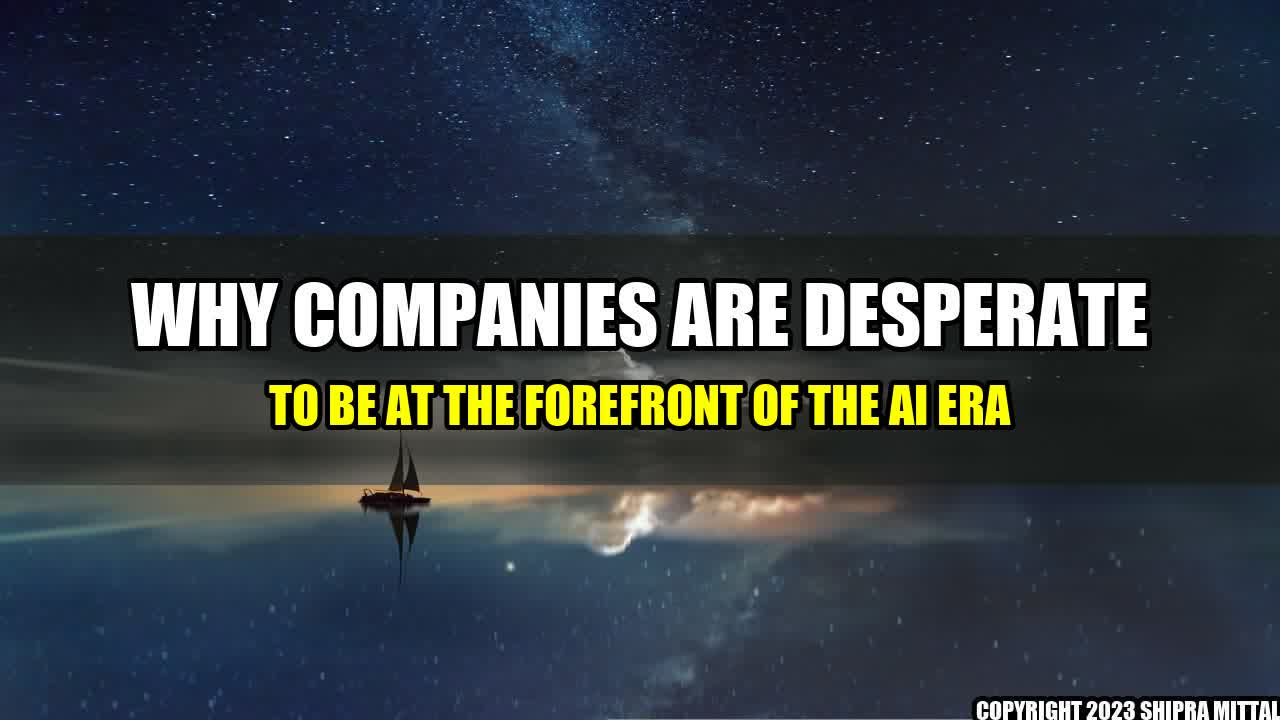 WHY COMPANIES ARE DESPERATE
TO BE AT THE FOREFRONT OF THE AI ERA
COPYRIGHT 2023 SHIPRA MITTAL